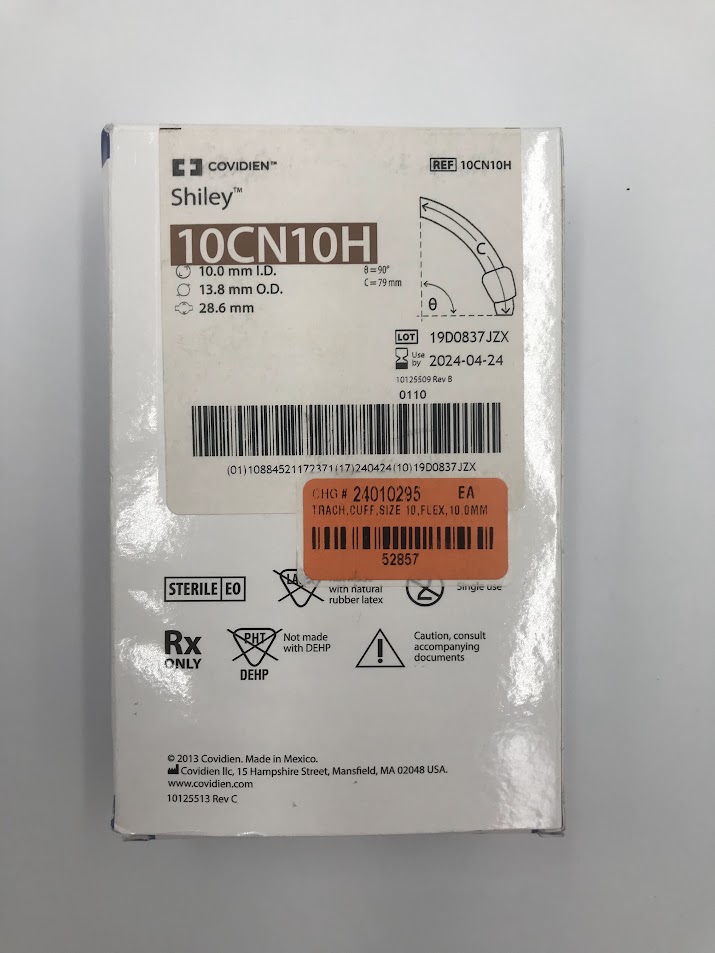 COVIDIEN™
REF 10CN10H
Shiley™
10CN10H
10.0 mm I.D.
θ = 90°
13.8 mm O.D.
C = 79 mm
28.6 mm
C
θ
LOT 19D0837JZX
Use by 2024-04-24
10125509 Rev B
0110
(01)10884521172371(17)240424(10)19D0837JZX
CHG # 24010295 EA
TRACH,CUFF,SIZE 10,FLEX,10.0MM
52857
STERILE EO
LA
with natural
rubber latex
2
Single use
Rx
ONLY
PHT
DEHP
Not made
with DEHP
!
Caution, consult
accompanying
documents
© 2013 Covidien. Made in Mexico.
Covidien llc, 15 Hampshire Street, Mansfield, MA 02048 USA.
www.covidien.com
10125513 Rev C